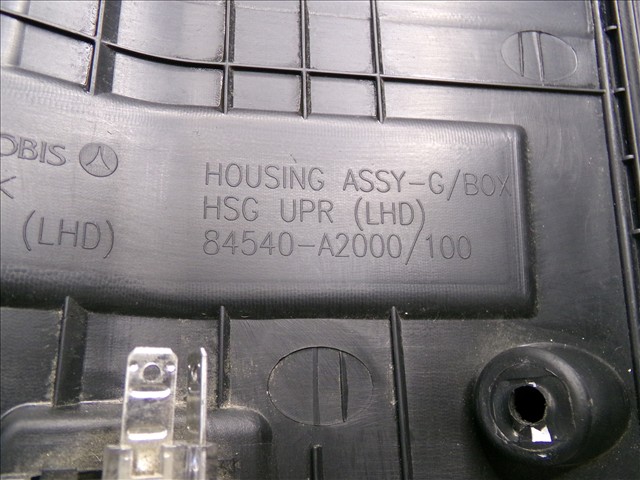 OBIS
HOUSING ASSY-G/BOX
HSG UPR (LHD)
84540-A2000/100
(LHD)